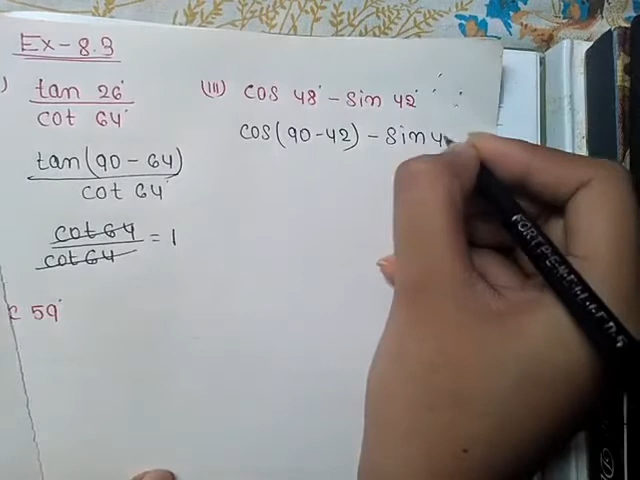 Ex - 8.3
) tan 26°
cot 64°
tan(90 - 64)
cot 64°
cot 64 = 1
cot 64
c 59°
(iii) cos 48° - sin 42°
cos(90 - 42) - sin 4